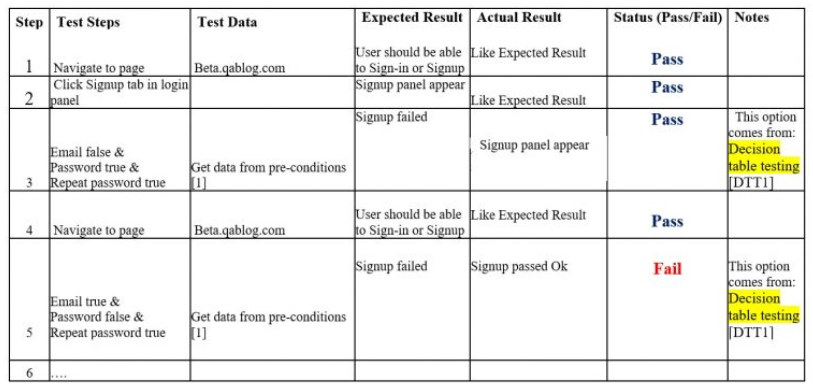 Step Test Steps Test Data Expected Result Actual Result Status (Pass/Fail) Notes
1 Navigate to page Beta.qablog.com User should be able to Sign-in or Signup Like Expected Result Pass
2 Click Signup tab in login panel Signup panel appear Like Expected Result Pass
3 Email false & Password true & Repeat password true Get data from pre-conditions [1] Signup failed Signup panel appear Pass This option comes from: Decision table testing [DTT1]
4 Navigate to page Beta.qablog.com User should be able to Sign-in or Signup Like Expected Result Pass
5 Email true & Password false & Repeat password true Get data from pre-conditions [1] Signup failed Signup passed Ok Fail This option comes from: Decision table testing [DTT1]
6 ....